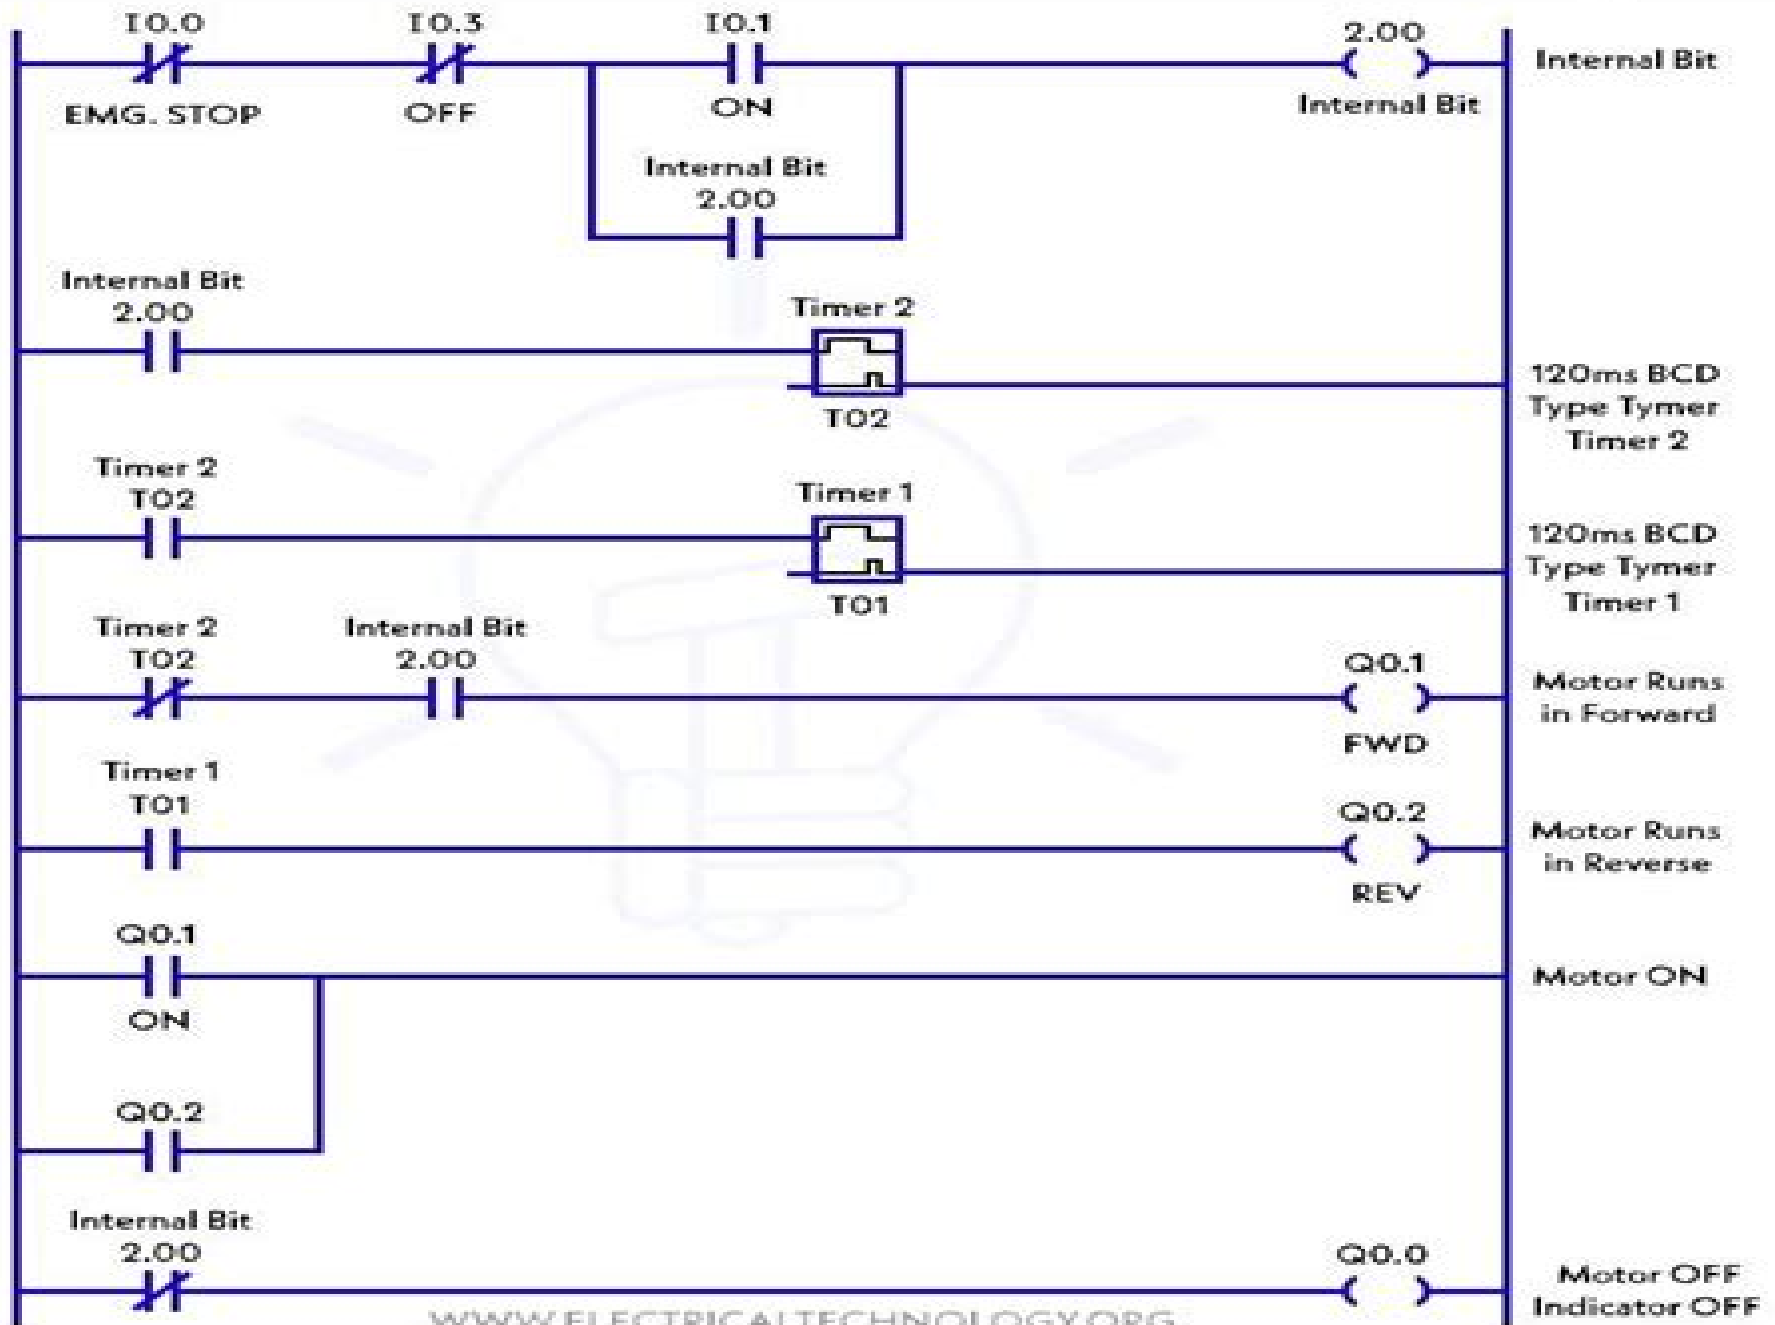 I0.0
I0.3
I0.1
2.00
Internal Bit
EMG. STOP
OFF
ON
Internal Bit
Internal Bit
2.00
Internal Bit
2.00
Timer 2
T02
120ms BCD
Type Tymer
Timer 2
Timer 2
T02
Timer 1
T01
120ms BCD
Type Tymer
Timer 1
Timer 2
T02
Internal Bit
2.00
Q0.1
FWD
Motor Runs
in Forward
Timer 1
T01
Q0.2
REV
Motor Runs
in Reverse
Q0.1
ON
Motor ON
Q0.2
Internal Bit
2.00
Q0.0
Motor OFF
Indicator OFF
WWW.ELECTRICALTECHNOLOGY.ORG